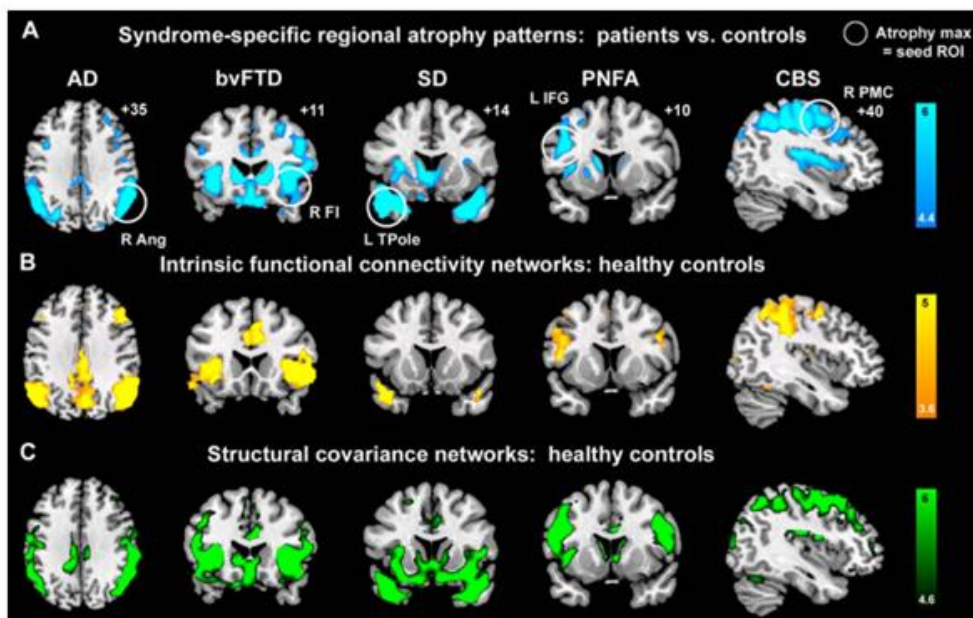 A
Syndrome-specific regional atrophy patterns: patients vs. controls
Atrophy max
= seed ROI
AD
bvFTD
SD
PNFA
CBS
+35
+11
+14
L IFG
+10
R PMC
+40
6
4.4
R Ang
R FI
L TPole
B
Intrinsic functional connectivity networks: healthy controls
5
3.6
C
Structural covariance networks: healthy controls
6
4.6